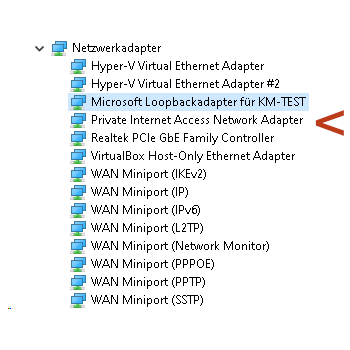 Netzwerkadapter
Hyper-V Virtual Ethernet Adapter
Hyper-V Virtual Ethernet Adapter #2
Microsoft Loopbackadapter für KM-TEST
Private Internet Access Network Adapter
Realtek PCIe GbE Family Controller
VirtualBox Host-Only Ethernet Adapter
WAN Miniport (IKEv2)
WAN Miniport (IP)
WAN Miniport (IPv6)
WAN Miniport (L2TP)
WAN Miniport (Network Monitor)
WAN Miniport (PPPOE)
WAN Miniport (PPTP)
WAN Miniport (SSTP)